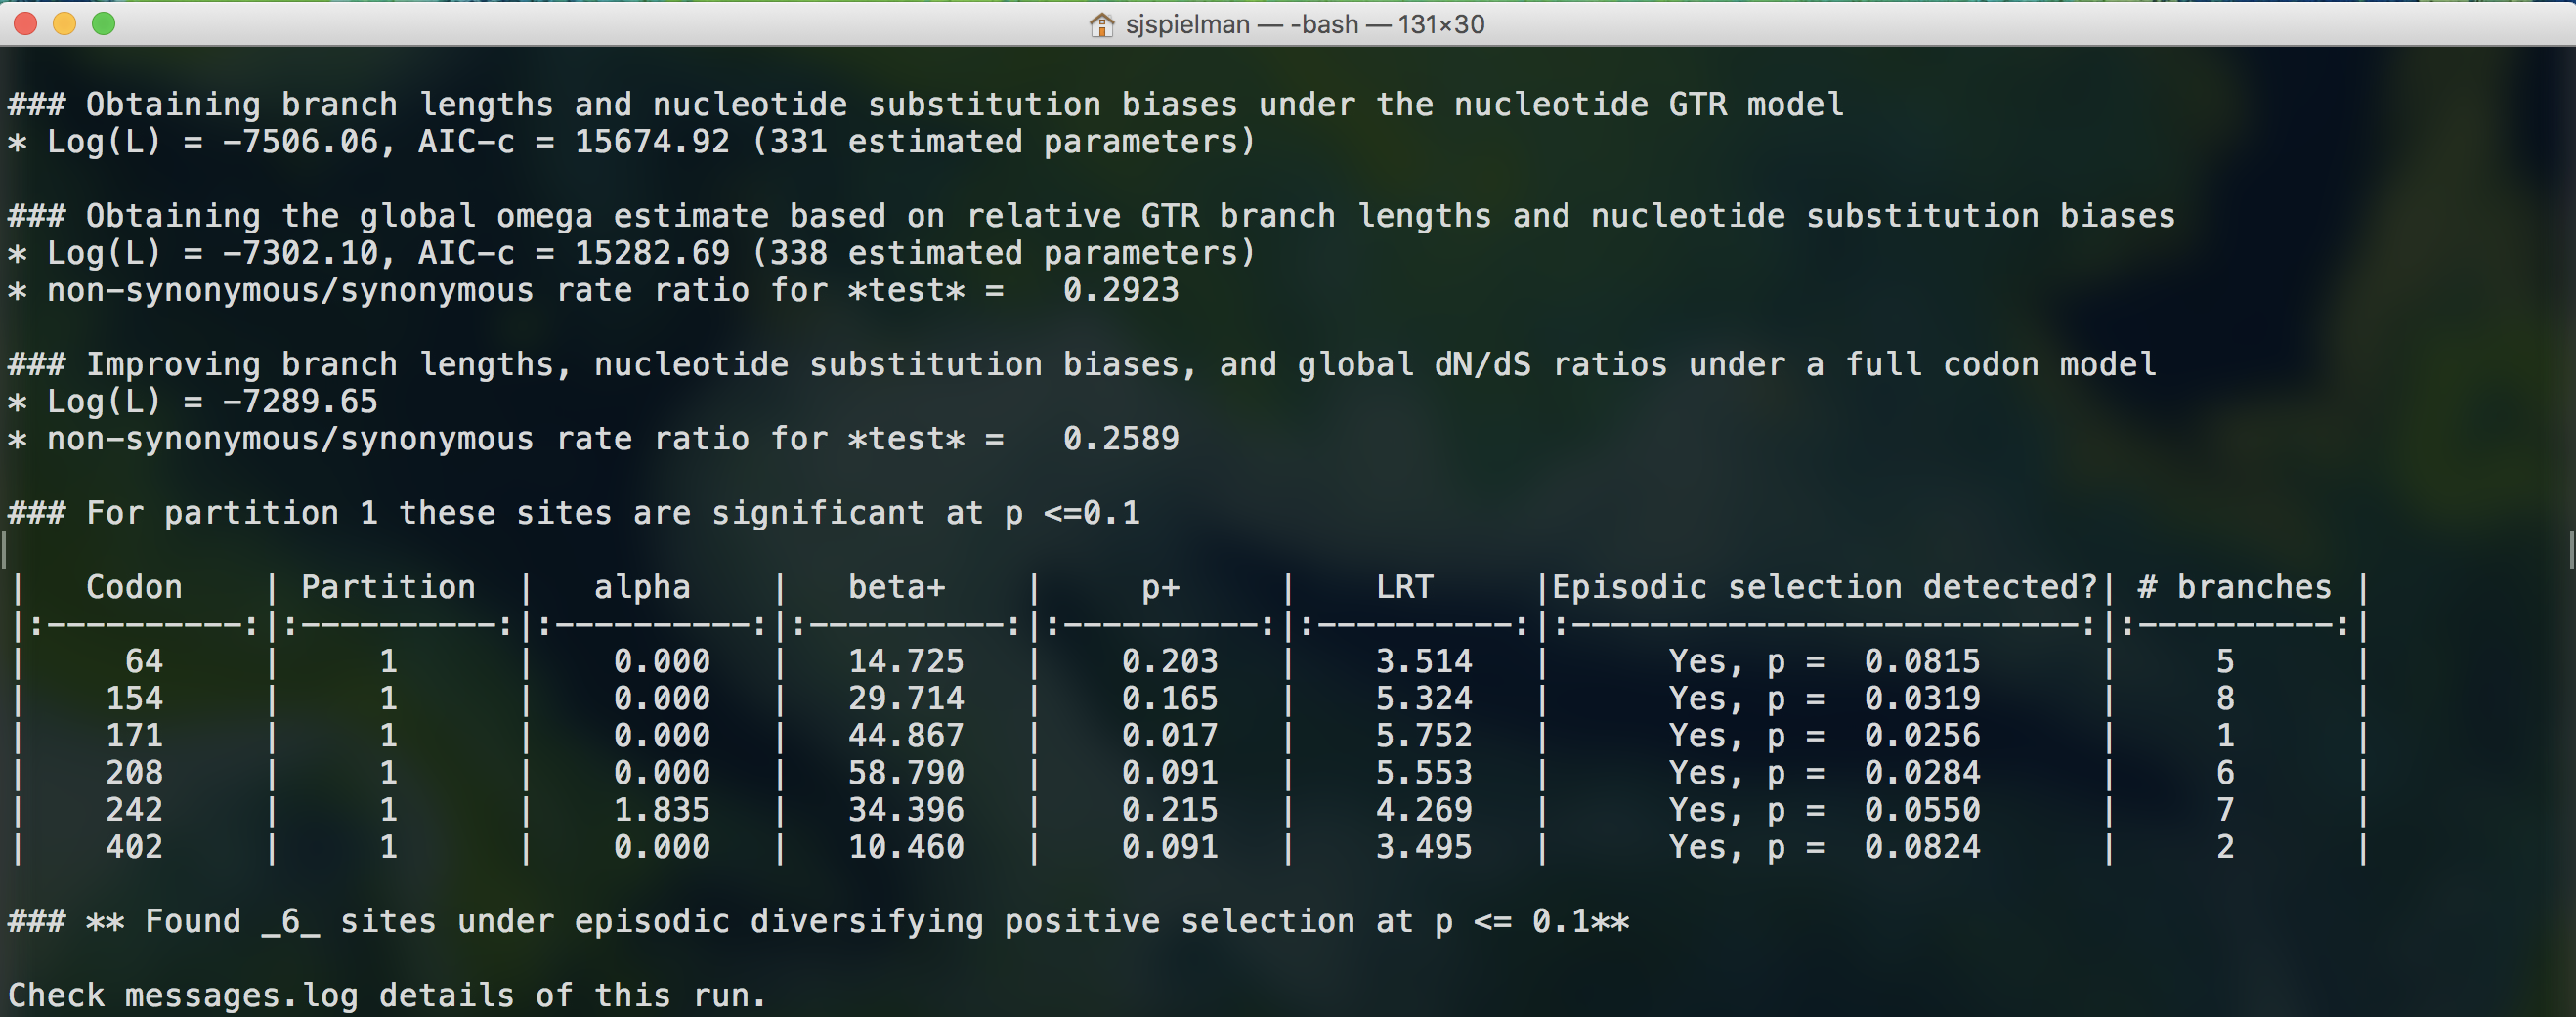 sjspielman — -bash — 131×30
### Obtaining branch lengths and nucleotide substitution biases under the nucleotide GTR model
* Log(L) = -7506.06, AIC-c = 15674.92 (331 estimated parameters)
### Obtaining the global omega estimate based on relative GTR branch lengths and nucleotide substitution biases
* Log(L) = -7302.10, AIC-c = 15282.69 (338 estimated parameters)
* non-synonymous/synonymous rate ratio for *test* =   0.2923
### Improving branch lengths, nucleotide substitution biases, and global dN/dS ratios under a full codon model
* Log(L) = -7289.65
* non-synonymous/synonymous rate ratio for *test* =   0.2589
### For partition 1 these sites are significant at p <=0.1
|   Codon    | Partition  |   alpha    |   beta+    |     p+     |    LRT     |Episodic selection detected?| # branches |
|:----------:|:----------:|:----------:|:----------:|:----------:|:----------:|:--------------------------:|:----------:|
|     64     |     1      |    0.000   |   14.725   |    0.203   |    3.514   |      Yes, p =  0.0815      |     5      |
|    154     |     1      |    0.000   |   29.714   |    0.165   |    5.324   |      Yes, p =  0.0319      |     8      |
|    171     |     1      |    0.000   |   44.867   |    0.017   |    5.752   |      Yes, p =  0.0256      |     1      |
|    208     |     1      |    0.000   |   58.790   |    0.091   |    5.553   |      Yes, p =  0.0284      |     6      |
|    242     |     1      |    1.835   |   34.396   |    0.215   |    4.269   |      Yes, p =  0.0550      |     7      |
|    402     |     1      |    0.000   |   10.460   |    0.091   |    3.495   |      Yes, p =  0.0824      |     2      |
### ** Found _6_ sites under episodic diversifying positive selection at p <= 0.1**
Check messages.log details of this run.